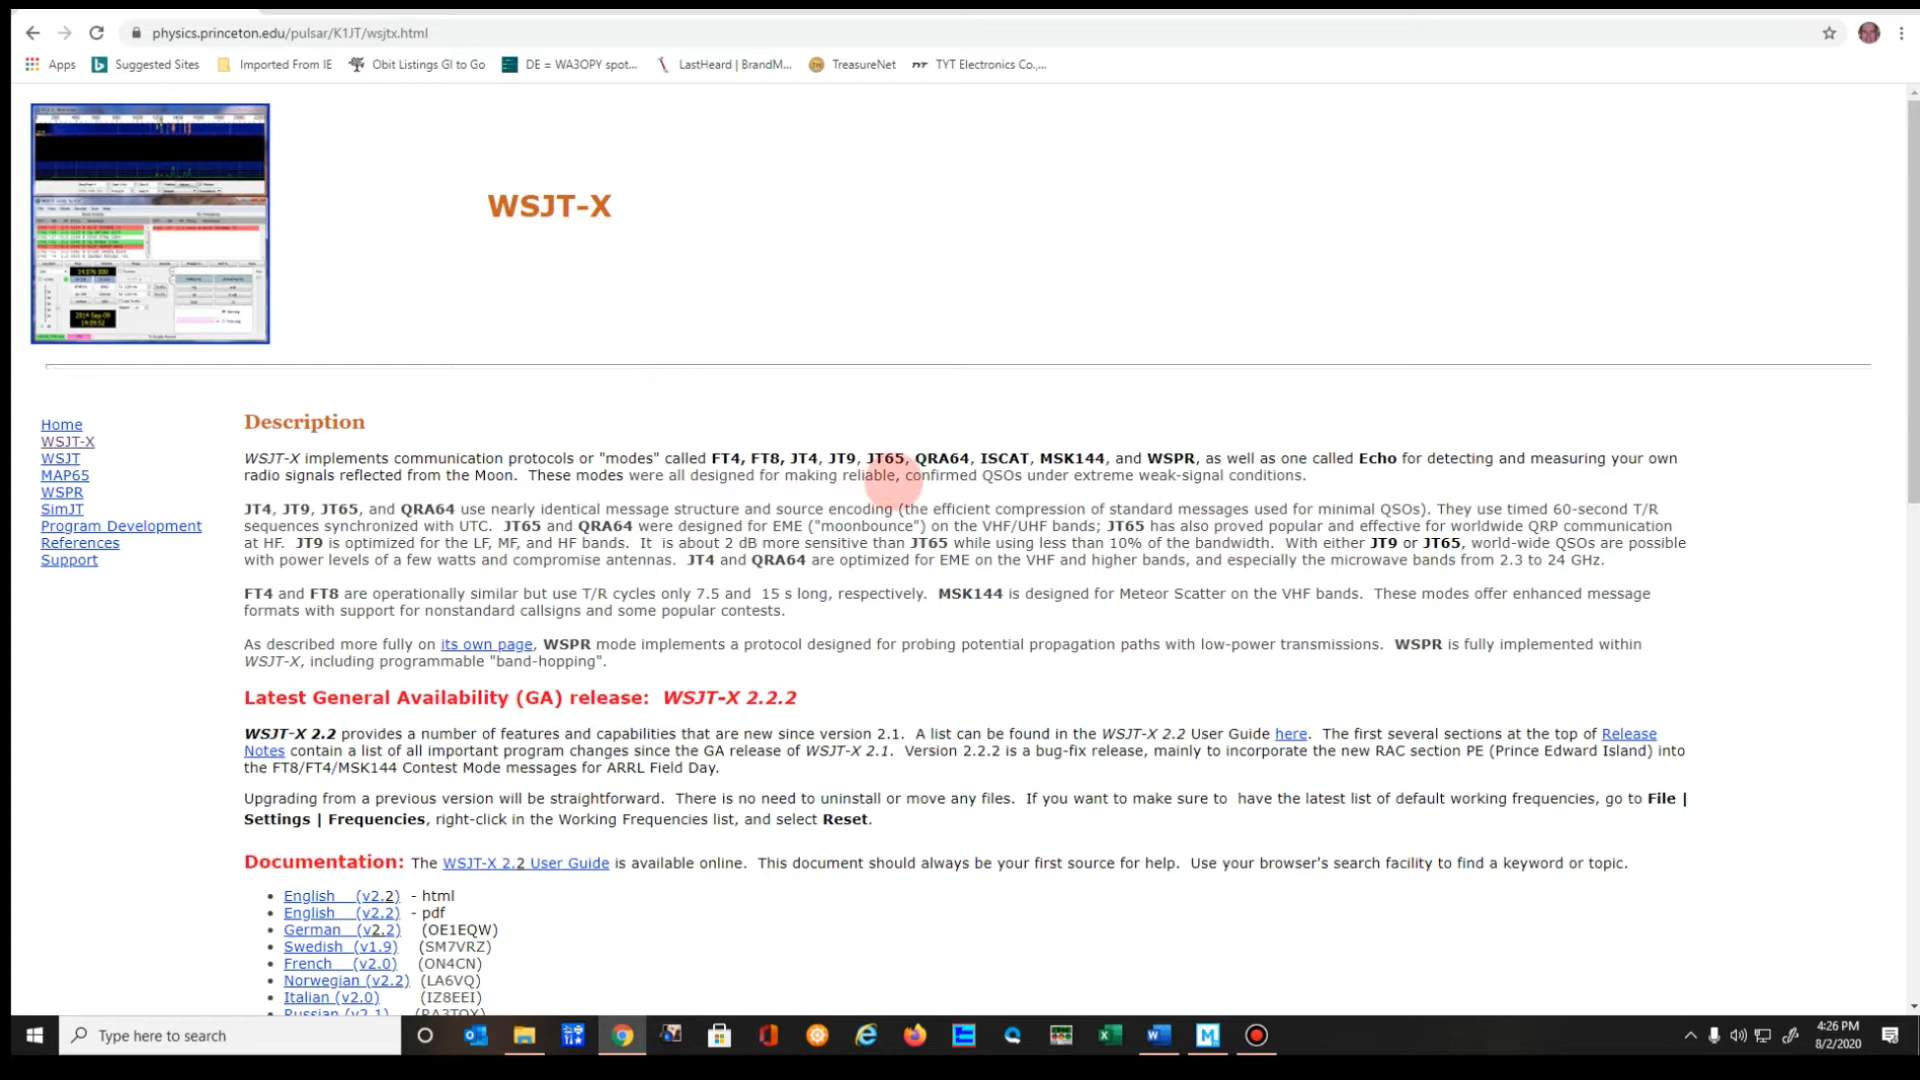 physics.princeton.edu/pulsar/K1JT/wsjtx.html
Apps Suggested Sites Imported From IE Obit Listings GI to Go DE = WA3OPY spot... LastHeard | BrandM... TreasureNet TYT Electronics Co.,...
WSJT-X
Home
WSJT-X
WSJT
MAP65
WSPR
SimJT
Program Development
References
Support
Description
WSJT-X implements communication protocols or "modes" called FT4, FT8, JT4, JT9, JT65, QRA64, ISCAT, MSK144, and WSPR, as well as one called Echo for detecting and measuring your own
radio signals reflected from the Moon. These modes were all designed for making reliable, confirmed QSOs under extreme weak-signal conditions.
JT4, JT9, JT65, and QRA64 use nearly identical message structure and source encoding (the efficient compression of standard messages used for minimal QSOs). They use timed 60-second T/R
sequences synchronized with UTC. JT65 and QRA64 were designed for EME ("moonbounce") on the VHF/UHF bands; JT65 has also proved popular and effective for worldwide QRP communication
at HF. JT9 is optimized for the LF, MF, and HF bands. It is about 2 dB more sensitive than JT65 while using less than 10% of the bandwidth. With either JT9 or JT65, world-wide QSOs are possible
with power levels of a few watts and compromise antennas. JT4 and QRA64 are optimized for EME on the VHF and higher bands, and especially the microwave bands from 2.3 to 24 GHz.
FT4 and FT8 are operationally similar but use T/R cycles only 7.5 and 15 s long, respectively. MSK144 is designed for Meteor Scatter on the VHF bands. These modes offer enhanced message
formats with support for nonstandard callsigns and some popular contests.
As described more fully on its own page, WSPR mode implements a protocol designed for probing potential propagation paths with low-power transmissions. WSPR is fully implemented within
WSJT-X, including programmable "band-hopping".
Latest General Availability (GA) release: WSJT-X 2.2.2
WSJT-X 2.2 provides a number of features and capabilities that are new since version 2.1. A list can be found in the WSJT-X 2.2 User Guide here. The first several sections at the top of Release
Notes contain a list of all important program changes since the GA release of WSJT-X 2.1. Version 2.2.2 is a bug-fix release, mainly to incorporate the new RAC section PE (Prince Edward Island) into
the FT8/FT4/MSK144 Contest Mode messages for ARRL Field Day.
Upgrading from a previous version will be straightforward. There is no need to uninstall or move any files. If you want to make sure to have the latest list of default working frequencies, go to File |
Settings | Frequencies, right-click in the Working Frequencies list, and select Reset.
Documentation: The WSJT-X 2.2 User Guide is available online. This document should always be your first source for help. Use your browser's search facility to find a keyword or topic.
• English (v2.2) - html
• English (v2.2) - pdf
• German (v2.2) (OE1EQW)
• Swedish (v1.9) (SM7VRZ)
• French (v2.0) (ON4CN)
• Norwegian (v2.2) (LA6VQ)
• Italian (v2.0) (IZ8EEI)
• Russian (v2.1) (RA3TOX)
Type here to search
4:26 PM
8/2/2020